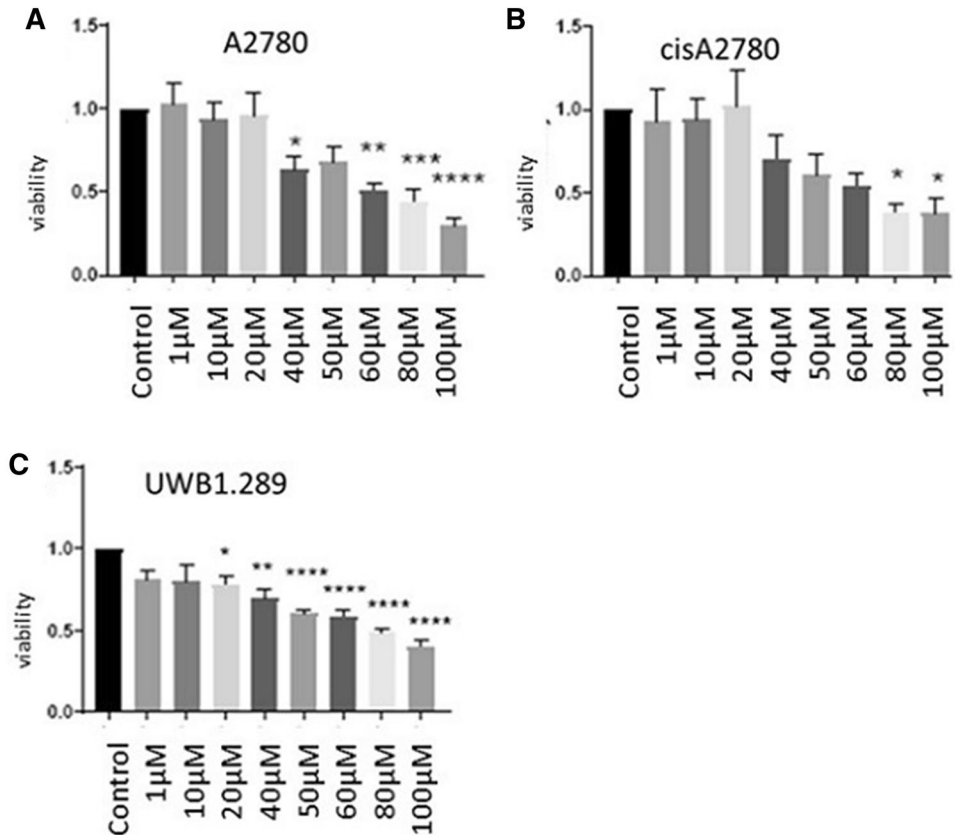 A
A2780
1.5
1.0
0.5
0.0
viability
*
**
***
****
Control
1µM
10µM
20µM
40µM
50µM
60µM
80µM
100µM
B
cisA2780
1.5
1.0
0.5
0.0
viability
*
*
Control
1µM
10µM
20µM
40µM
50µM
60µM
80µM
100µM
C
UWB1.289
1.5
1.0
0.5
0.0
viability
*
**
****
****
****
****
Control
1µM
10µM
20µM
40µM
50µM
60µM
80µM
100µM